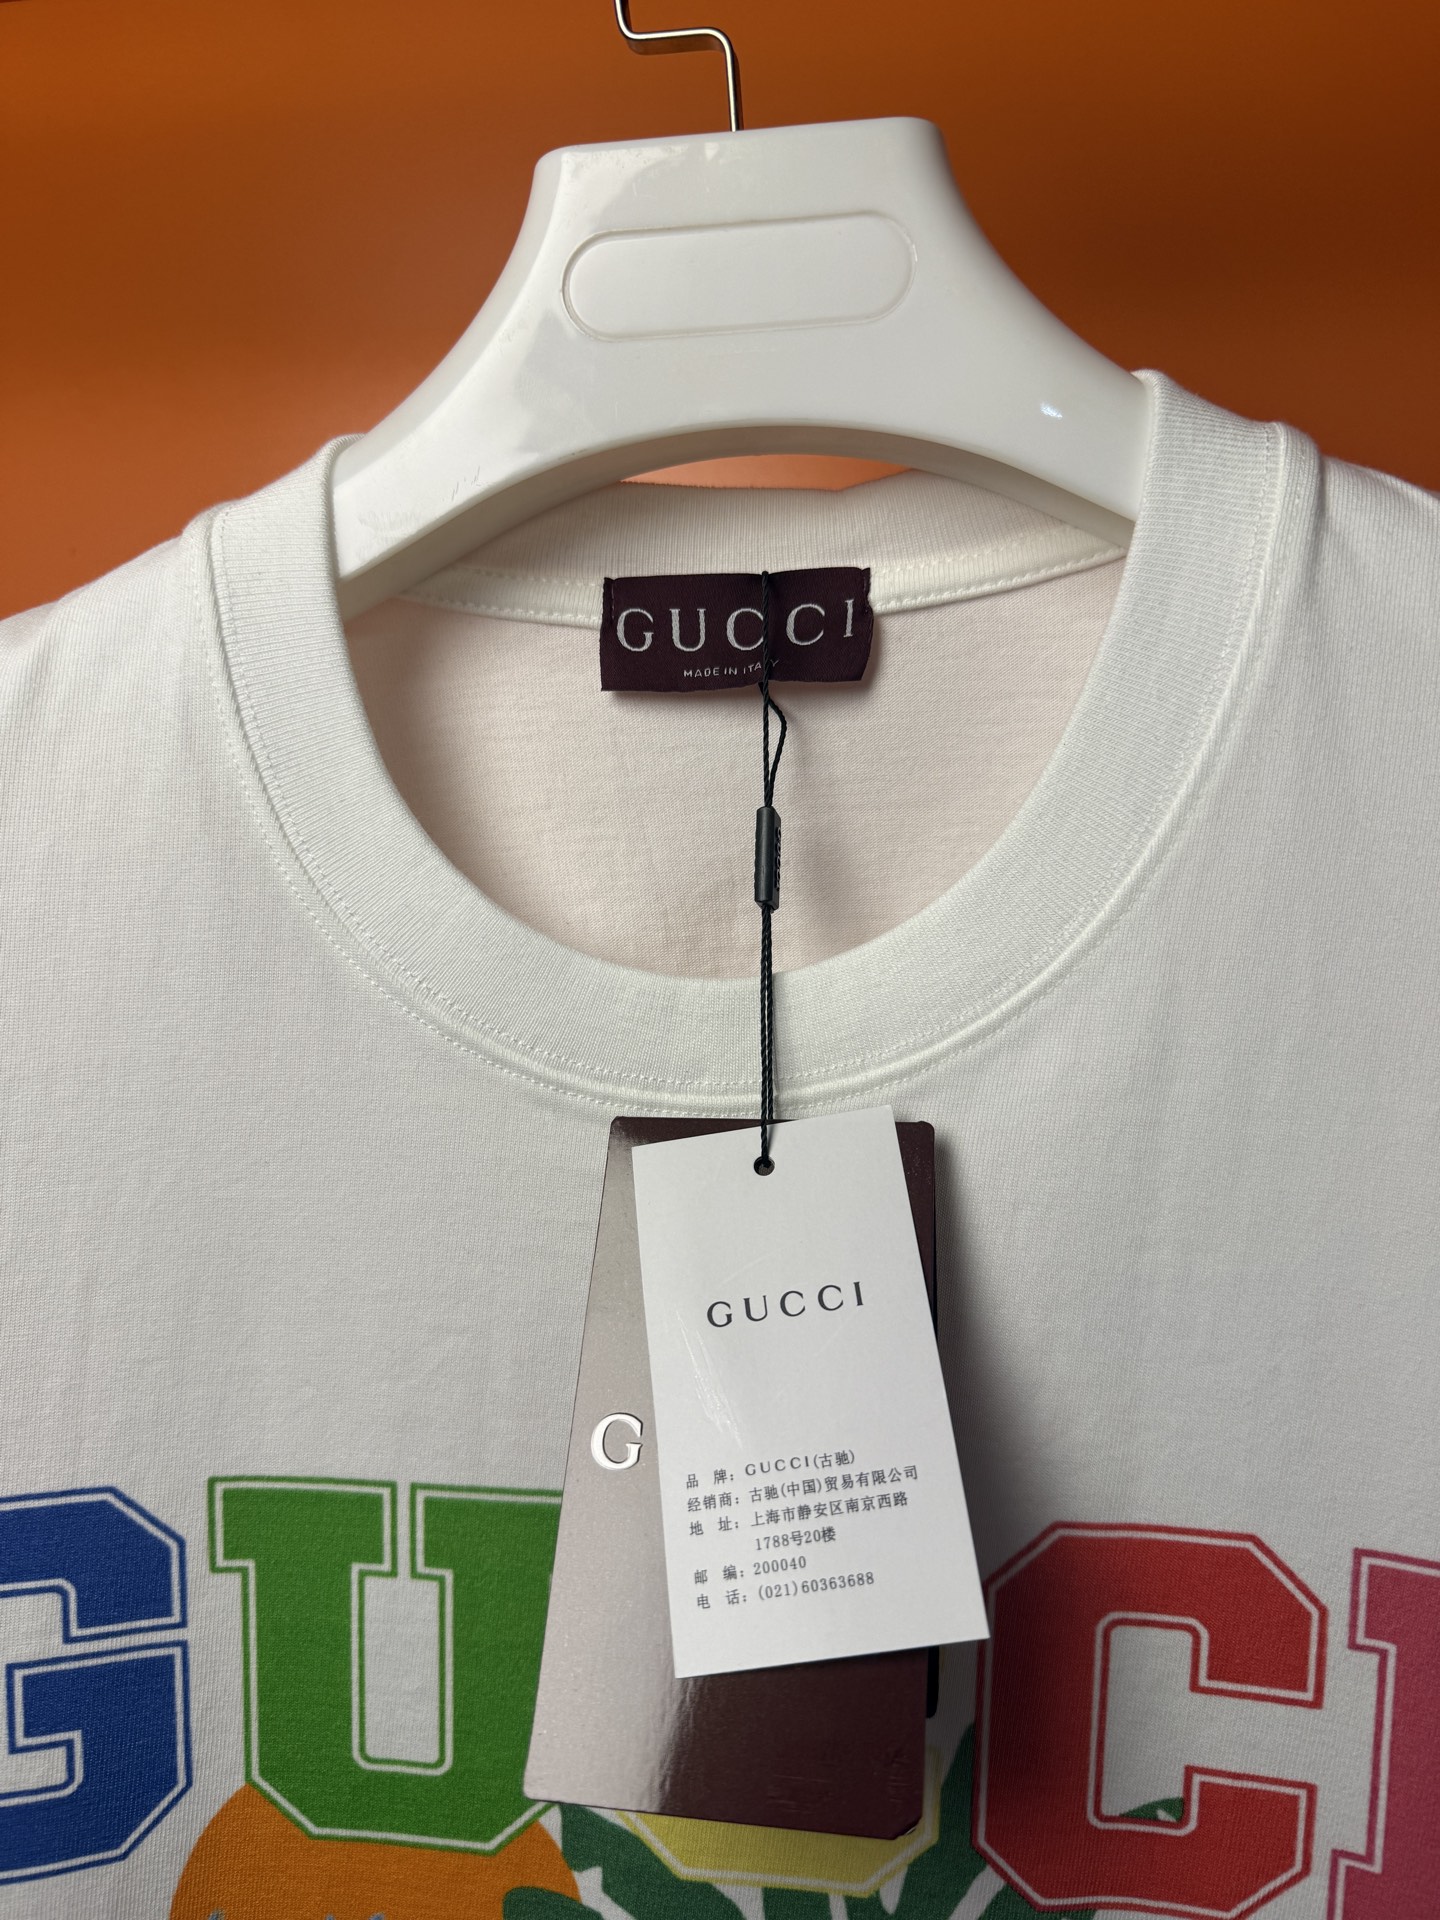 GUCCI
MADE IN ITALY
GUCCI
G
品 牌: GUCCI(古驰)
经销商: 古驰(中国)贸易有限公司
地 址: 上海市静安区南京西路
1788号20楼
邮 编: 200040
电 话: (021)60363688
GUCCI